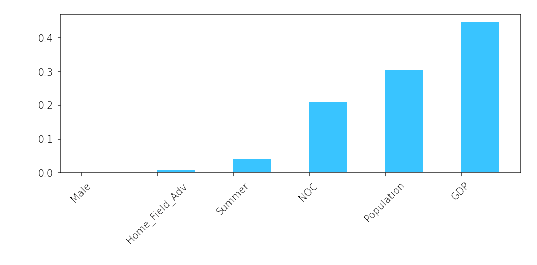 0.4
0.3
0.2
0.1
0.0
Male
Home_Field_Adv
Summer
NOC
Population
GDP